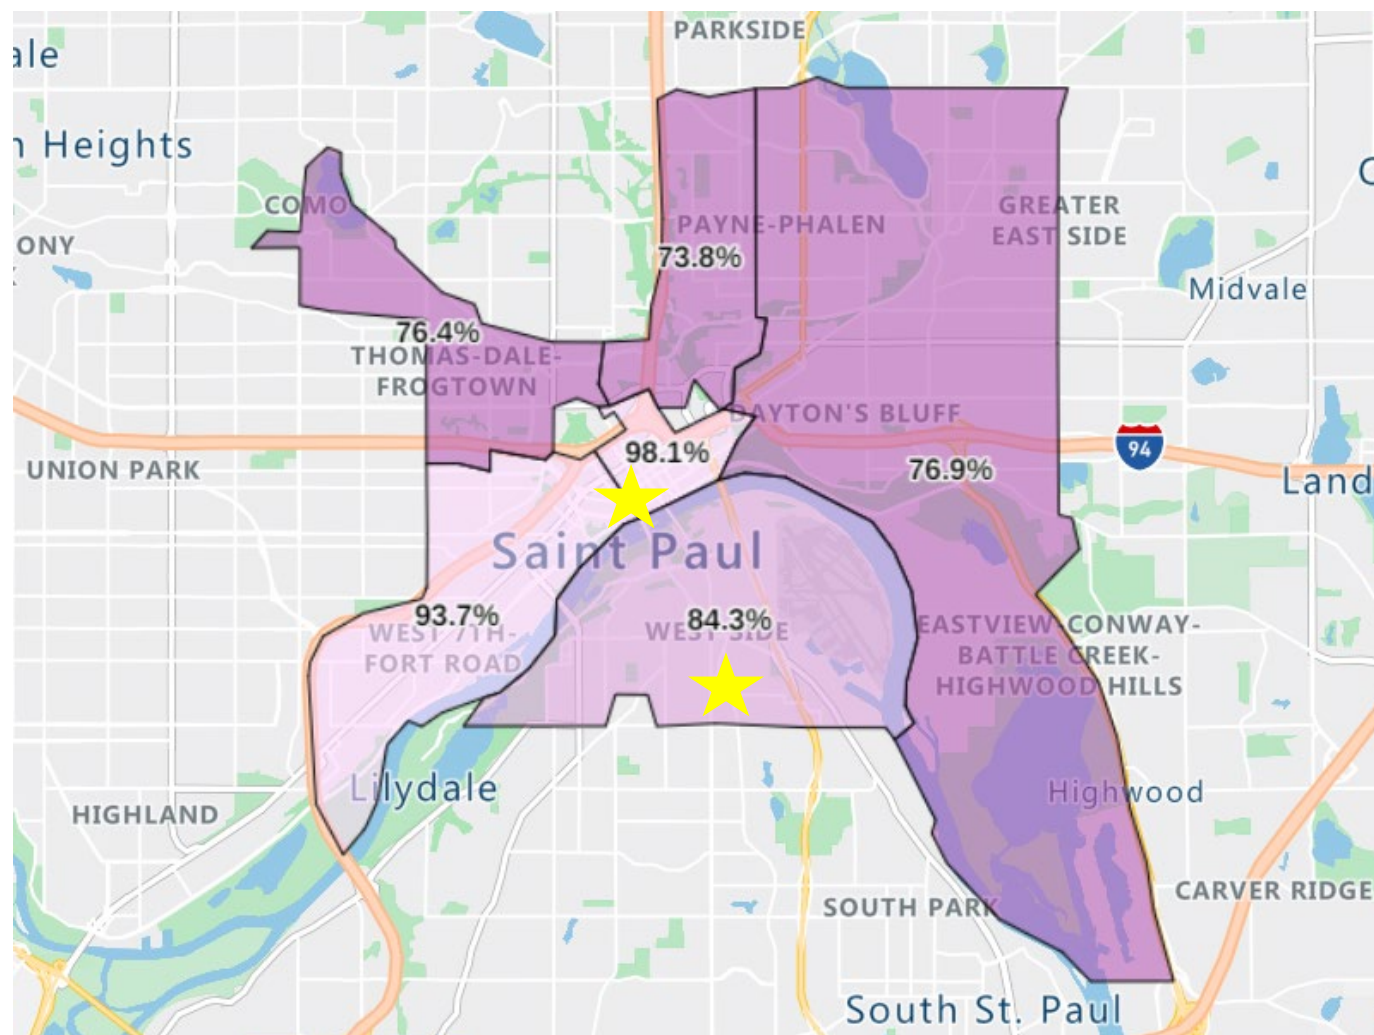 PARKSIDE
ale
n Heights
COMO
PAYNE-PHALEN
GREATER
EAST SIDE
ONY
73.8%
Midvale
76.4%
THOMAS-DALE-
FROGTOWN
DAYTON'S BLUFF
98.1%
94
UNION PARK
76.9%
Land
Saint Paul
93.7%
84.3%
WEST 7TH-
FORT ROAD
WEST SIDE
EASTVIEW-CONWAY-
BATTLE CREEK-
HIGHWOOD HILLS
Lilydale
Highwood
HIGHLAND
CARVER RIDGE
SOUTH PARK
South St. Paul